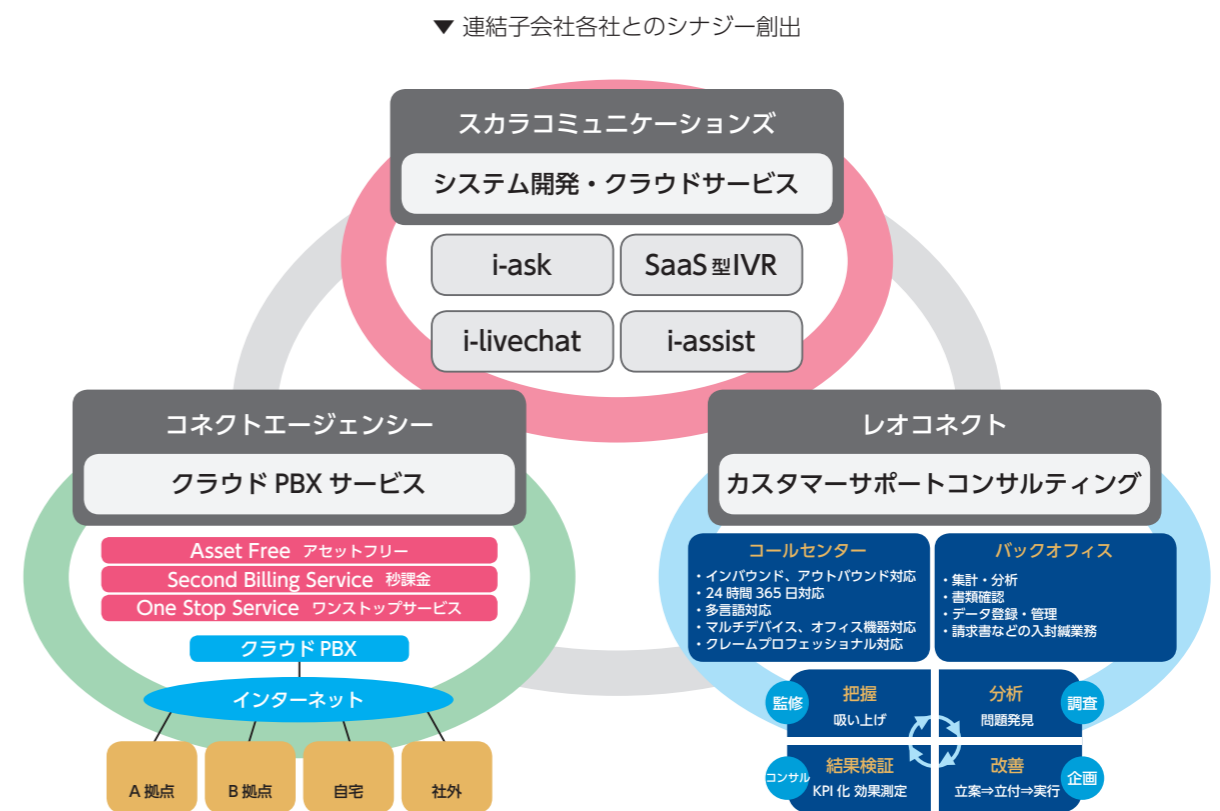 ▼ 連結子会社各社とのシナジー創出
スカラコミュニケーションズ
システム開発・クラウドサービス
i-ask
SaaS型IVR
i-livechat
i-assist
コネクトエージェンシー
クラウド PBX サービス
Asset Free アセットフリー
Second Billing Service 秒課金
One Stop Service ワンストップサービス
クラウド PBX
インターネット
A 拠点
B 拠点
自宅
社外
レオコネクト
カスタマーサポートコンサルティング
コールセンター
・インバウンド、アウトバウンド対応
・24 時間 365 日対応
・多言語対応
・マルチデバイス、オフィス機器対応
・クレームプロフェッショナル対応
バックオフィス
・集計・分析
・書類確認
・データ登録・管理
・請求書などの入封緘業務
監修
把握
吸い上げ
分析
問題発見
調査
コンサル
結果検証
KPI 化 効果測定
改善
立案⇒立付⇒実行
企画